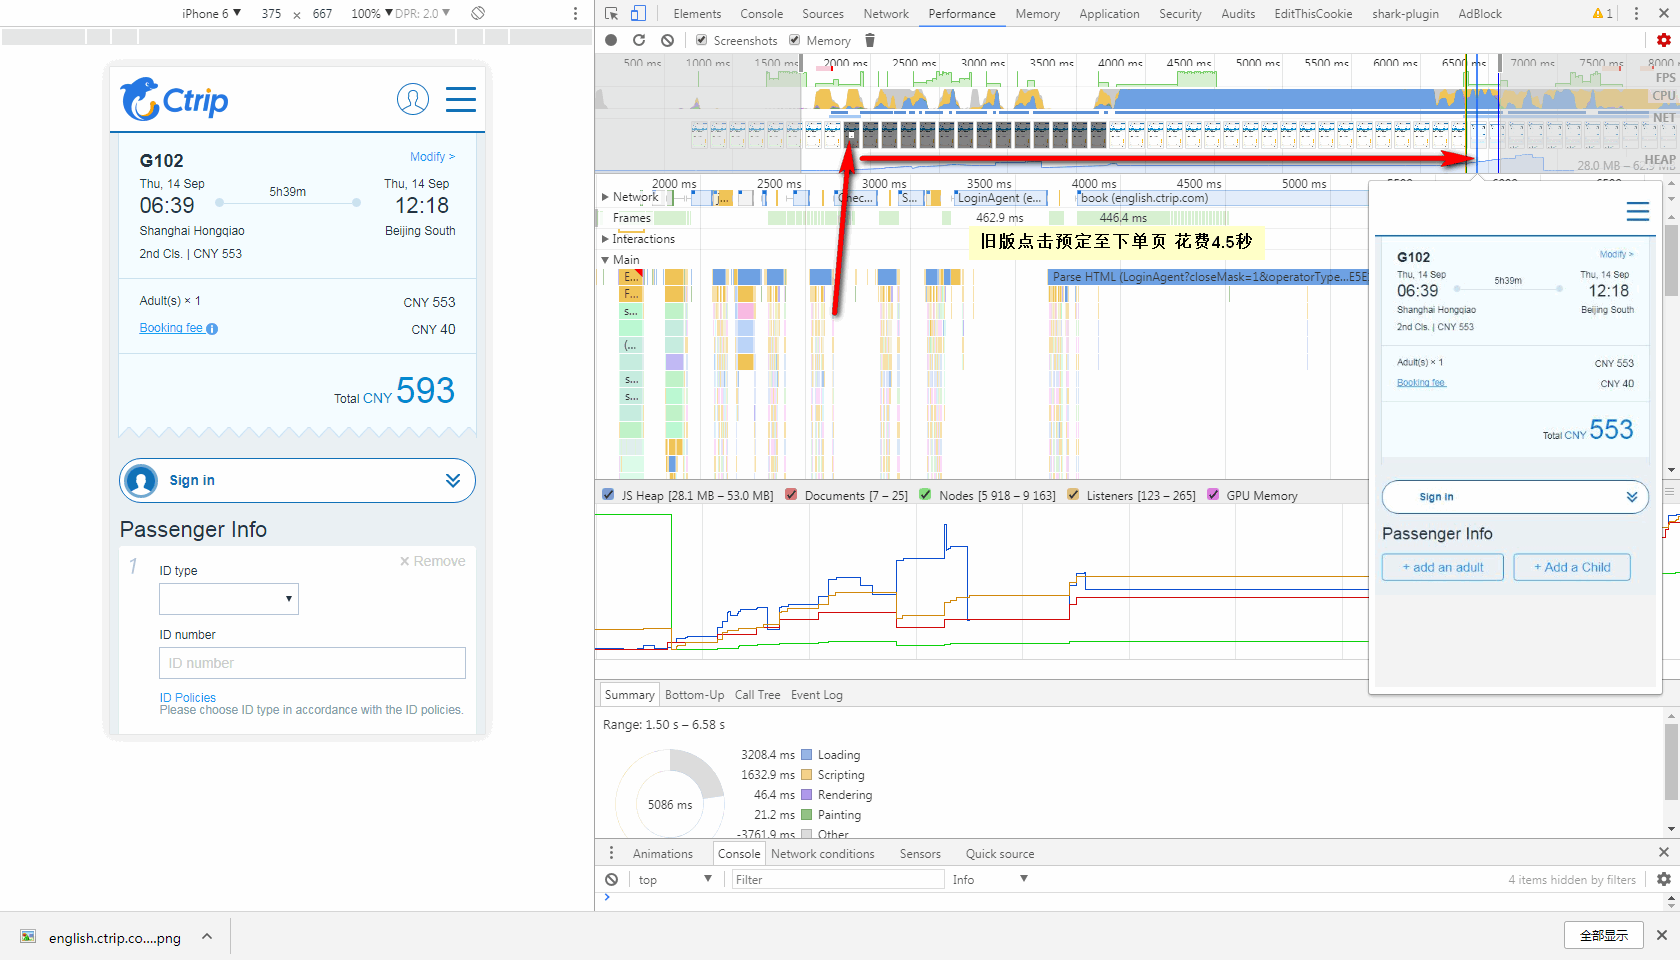 iPhone 6 ▼ 375 × 667 100% ▼ DPR: 2.0 ▼
Elements Console Sources Network Performance Memory Application Security Audits EditThisCookie shark-plugin AdBlock 1
Screenshots Memory
500 ms 1000 ms 1500 ms 2000 ms 2500 ms 3000 ms 3500 ms 4000 ms 4500 ms 5000 ms 5500 ms 6000 ms 6500 ms 7000 ms 7500 ms
FPS
CPU
NET
HEAP
2000 ms 2500 ms 3000 ms 3500 ms 4000 ms 4500 ms 5000 ms
Network j... S... LoginAgent (e... book (english.ctrip.com)
Frames 462.9 ms 446.4 ms
旧版点击预定至下单页 花费4.5秒
Interactions
Main
E... Parse HTML (LoginAgent?closeMask=1&operatorType...E5E
F...
s...
(...
s...
s...
JS Heap [28.1 MB – 53.0 MB] Documents [7 – 25] Nodes [5 918 – 9 163] Listeners [123 – 265] GPU Memory
Summary Bottom-Up Call Tree Event Log
Range: 1.50 s – 6.58 s
5086 ms
3208.4 ms Loading
1632.9 ms Scripting
46.4 ms Rendering
21.2 ms Painting
-3761.9 ms Other
Animations Console Network conditions Sensors Quick source
top ▼ Filter Info ▼ 4 items hidden by filters
Ctrip
G102 Modify >
Thu, 14 Sep Thu, 14 Sep
06:39 5h39m 12:18
Shanghai Hongqiao Beijing South
2nd Cls. | CNY 553
Adult(s) × 1 CNY 553
Booking fee CNY 40
Total CNY 593
Sign in
Passenger Info
1 × Remove
ID type
ID number
ID number
ID Policies
Please choose ID type in accordance with the ID policies.
G102 Modify >
Thu, 14 Sep Thu, 14 Sep
06:39 5h39m 12:18
Shanghai Hongqiao Beijing South
2nd Cls. | CNY 553
Adult(s) × 1 CNY 553
Booking fee CNY 40
Total CNY 553
Sign in
Passenger Info
+ add an adult + Add a Child
english.ctrip.co....png 全部显示